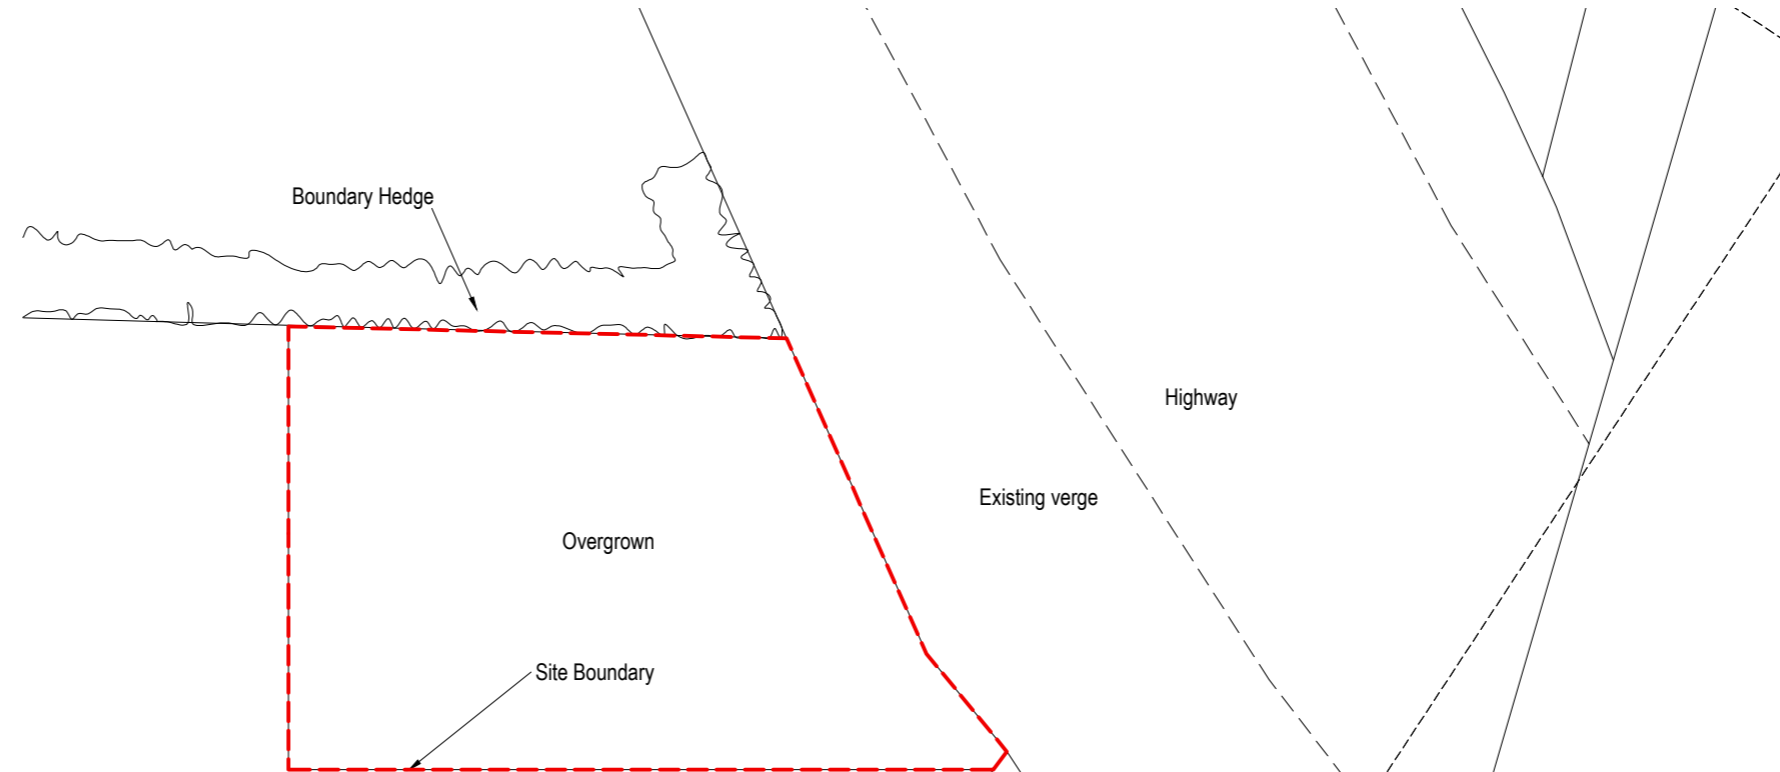 Boundary Hedge
Highway
Existing verge
Overgrown
Site Boundary